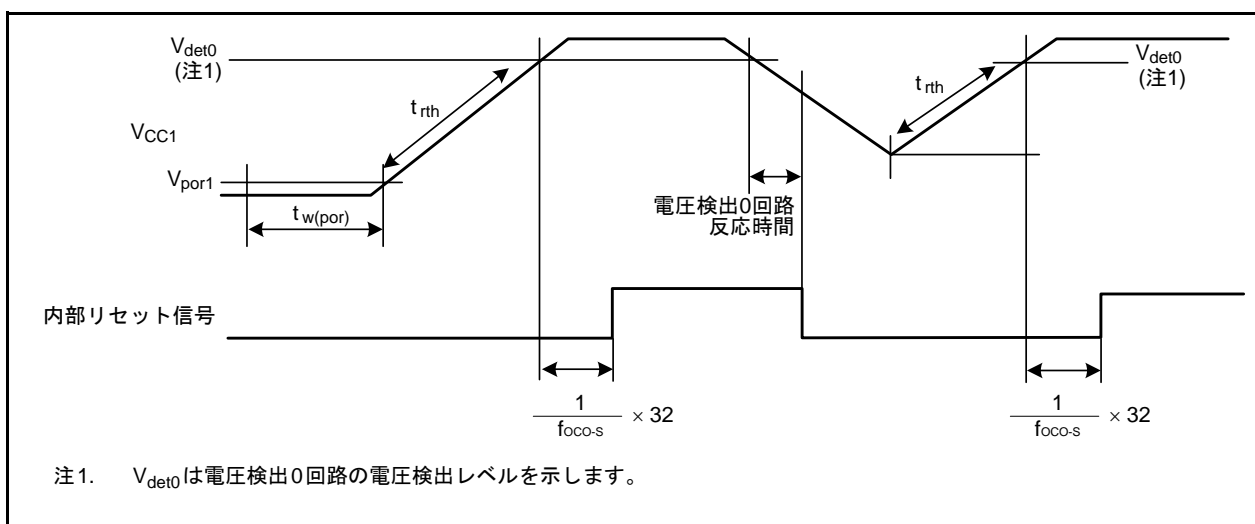 Vdet0
(注1)
trth
VCC1
Vpor1
tw(por)
trth
Vdet0
(注1)
電圧検出0回路
反応時間
内部リセット信号
1
fOCO-S
× 32
1
fOCO-S
× 32
注1. Vdet0は電圧検出0回路の電圧検出レベルを示します。